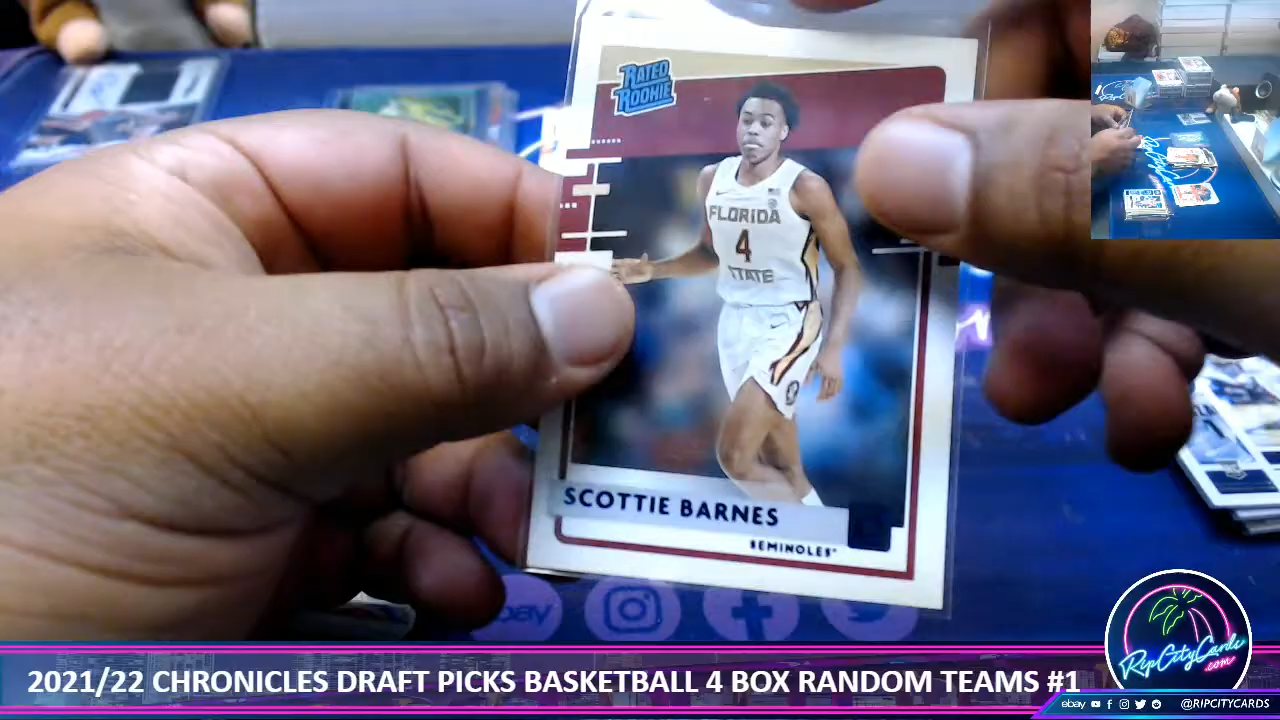 RATED
ROOKIE
FLORIDA
4
STATE
SCOTTIE BARNES
SEMINOLES
ebay
RipCityCards
.com
2021/22 CHRONICLES DRAFT PICKS BASKETBALL 4 BOX RANDOM TEAMS #1
ebay
@RIPCITYCARDS